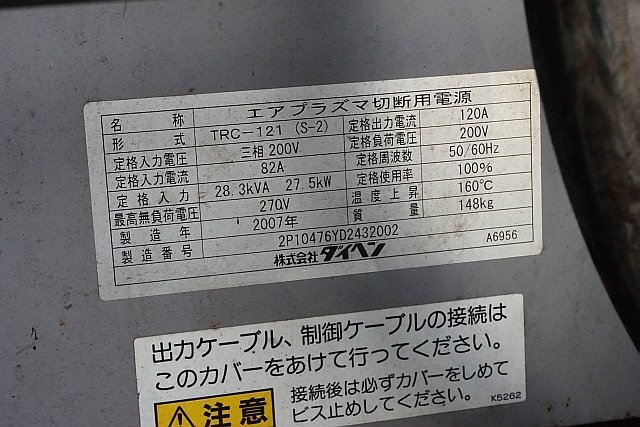 名 称 エアプラズマ切断用電源
形 式 TRC-121 (S-2) 定格出力電流 120A
定格入力電圧 三相 200V 定格負荷電圧 200V
定格入力電流 82A 定格周波数 50/60Hz
定格入力 28.3kVA 27.5kW 定格使用率 100%
最高無負荷電圧 270V 温度上昇 160℃
製造年 2007年 質量 148kg
製造番号 2P10476YD2432002
株式会社 ダイヘン A6956
出力ケーブル、制御ケーブルの接続は
このカバーをあけて行ってください。
注意 接続後は必ずカバーをしめて
ビス止めしてください。 K5262